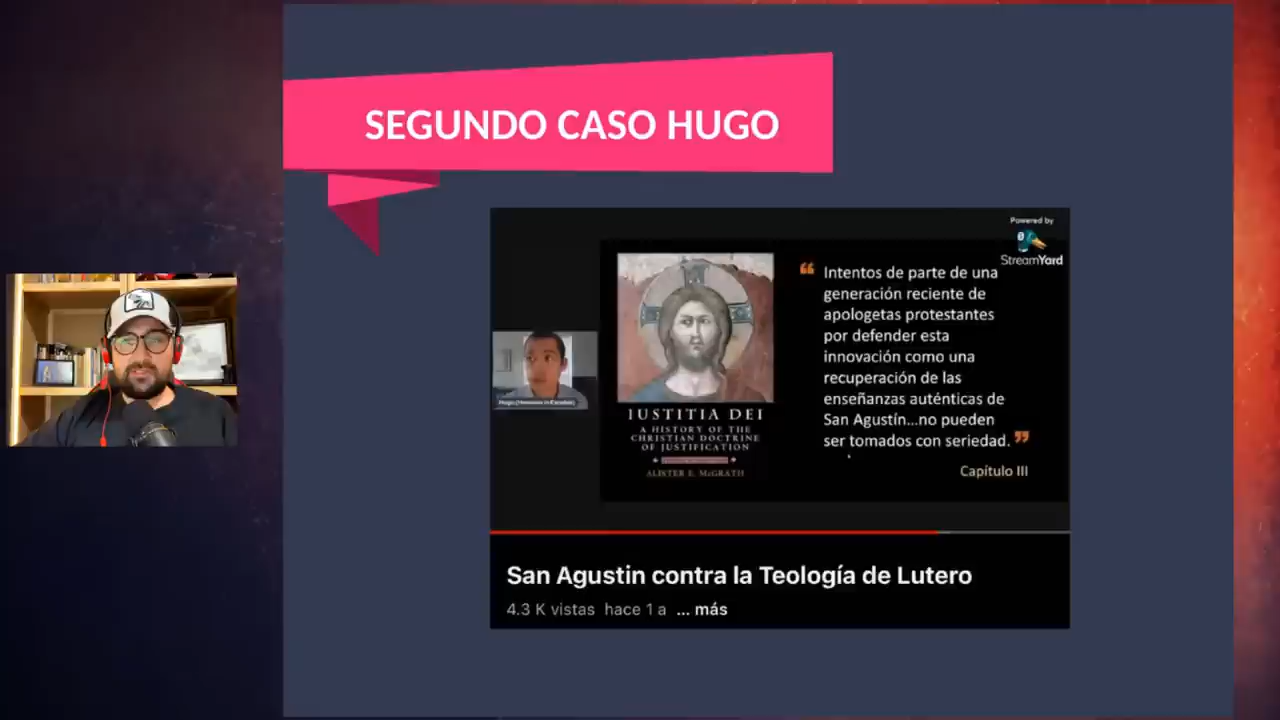 SEGUNDO CASO HUGO
Powered by
StreamYard
“ Intentos de parte de una
generación reciente de
apologetas protestantes
por defender esta
innovación como una
recuperación de las
enseñanzas auténticas de
San Agustín...no pueden
ser tomados con seriedad. ”
Capítulo III
IUSTITIA DEI
A HISTORY OF THE
CHRISTIAN DOCTRINE
OF JUSTIFICATION
ALISTER E. McGRATH
San Agustin contra la Teología de Lutero
4.3 K vistas hace 1 a ... más